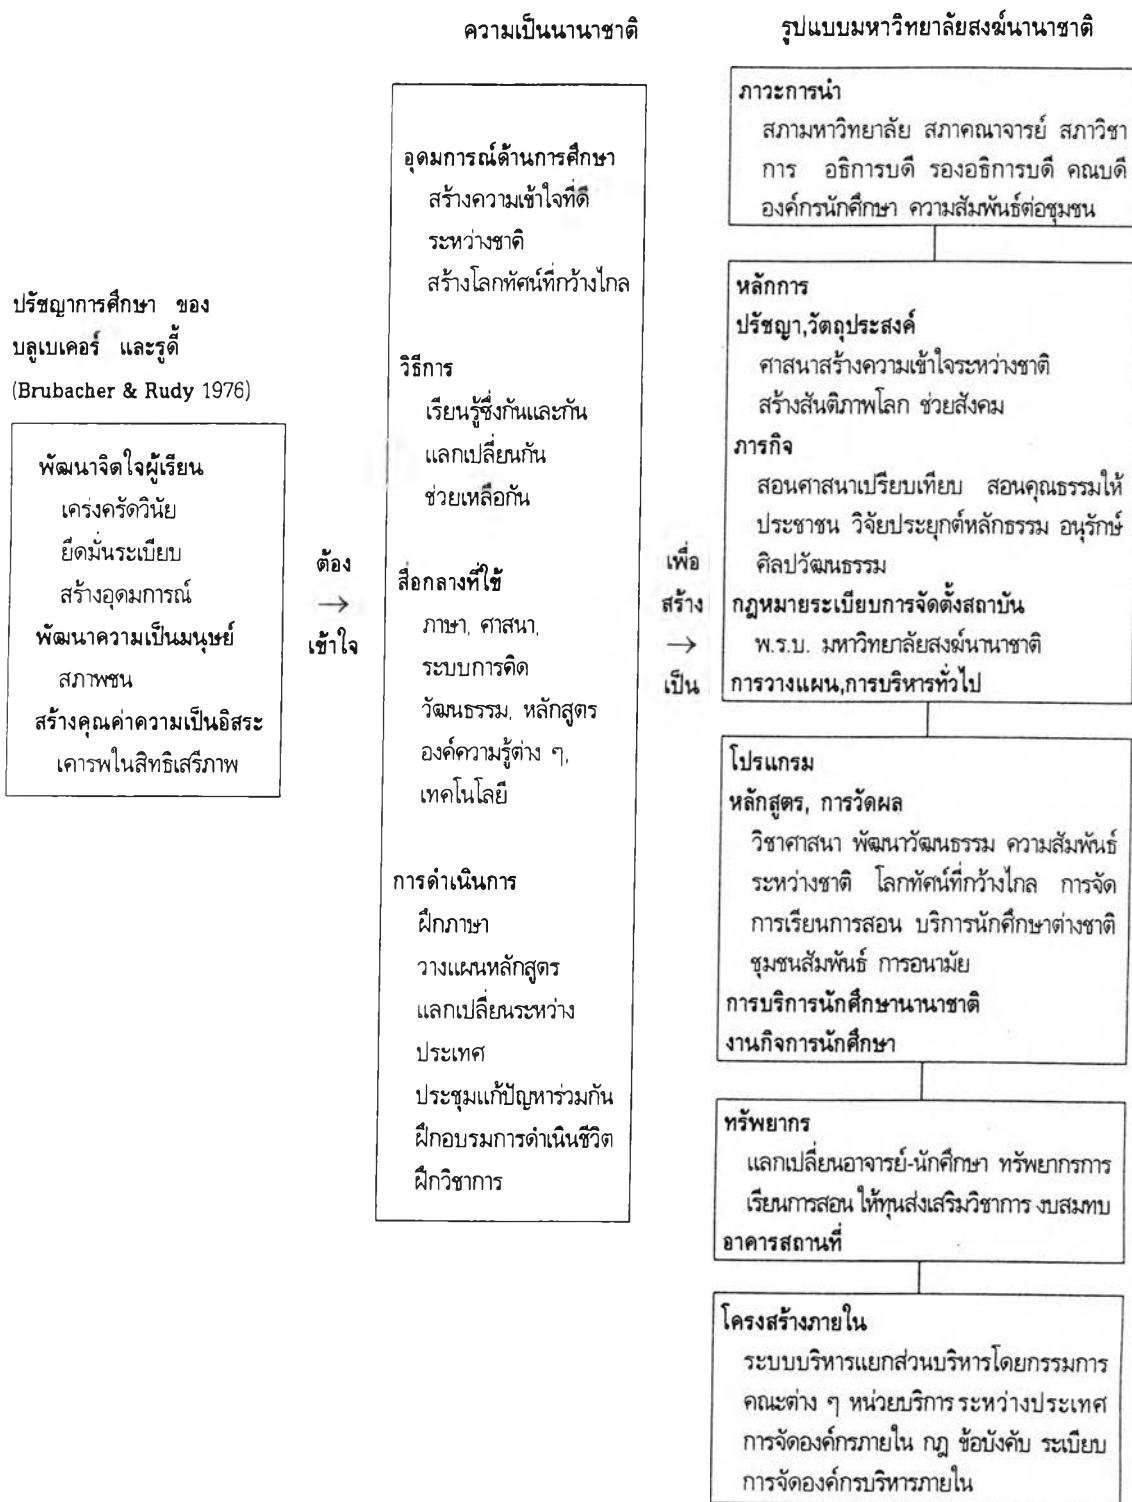 ความเป็นนานาชาติ
รูปแบบมหาวิทยาลัยสงฆ์นานาชาติ
ปรัชญาการศึกษา ของ
บลูเบเคอร์ และรูดี้
(Brubacher & Rudy 1976)
พัฒนาจิตใจผู้เรียน
เคร่งครัดวินัย
ยึดมั่นระเบียบ
สร้างอุดมการณ์
พัฒนาความเป็นมนุษย์
สภาพชน
สร้างคุณค่าความเป็นอิสระ
เคารพในสิทธิเสรีภาพ
ต้อง
→
เข้าใจ
อุดมการณ์ด้านการศึกษา
สร้างความเข้าใจที่ดี
ระหว่างชาติ
สร้างโลกทัศน์ที่กว้างไกล
วิธีการ
เรียนรู้ซึ่งกันและกัน
แลกเปลี่ยนกัน
ช่วยเหลือกัน
สื่อกลางที่ใช้
ภาษา, ศาสนา,
ระบบการคิด
วัฒนธรรม, หลักสูตร
องค์ความรู้ต่าง ๆ,
เทคโนโลยี
การดำเนินการ
ฝึกภาษา
วางแผนหลักสูตร
แลกเปลี่ยนระหว่าง
ประเทศ
ประชุมแก้ปัญหาร่วมกัน
ฝึกอบรมการดำเนินชีวิต
ฝึกวิชาการ
เพื่อ
สร้าง
→
เป็น
ภาวะการนำ
สภามหาวิทยาลัย สภาคณาจารย์ สภาวิชา
การ อธิการบดี รองอธิการบดี คณบดี
องค์กรนักศึกษา ความสัมพันธ์ต่อชุมชน
หลักการ
ปรัชญา,วัตถุประสงค์
ศาสนาสร้างความเข้าใจระหว่างชาติ
สร้างสันติภาพโลก ช่วยสังคม
ภารกิจ
สอนศาสนาเปรียบเทียบ สอนคุณธรรมให้
ประชาชน วิจัยประยุกต์หลักธรรม อนุรักษ์
ศิลปวัฒนธรรม
กฎหมายระเบียบการจัดตั้งสถาบัน
พ.ร.บ. มหาวิทยาลัยสงฆ์นานาชาติ
การวางแผน,การบริหารทั่วไป
โปรแกรม
หลักสูตร, การวัดผล
วิชาศาสนา พัฒนาวัฒนธรรม ความสัมพันธ์
ระหว่างชาติ โลกทัศน์ที่กว้างไกล การจัด
การเรียนการสอน บริการนักศึกษาต่างชาติ
ชุมชนสัมพันธ์ การอนามัย
การบริการนักศึกษานานาชาติ
งานกิจการนักศึกษา
ทรัพยากร
แลกเปลี่ยนอาจารย์-นักศึกษา ทรัพยากรการ
เรียนการสอน ให้ทุนส่งเสริมวิชาการ งบสมทบ
อาคารสถานที่
โครงสร้างภายใน
ระบบบริหารแยกส่วนบริหารโดยกรรมการ
คณะต่าง ๆ หน่วยบริการระหว่างประเทศ
การจัดองค์กรภายใน กฎ ข้อบังคับ ระเบียบ
การจัดองค์กรบริหารภายใน